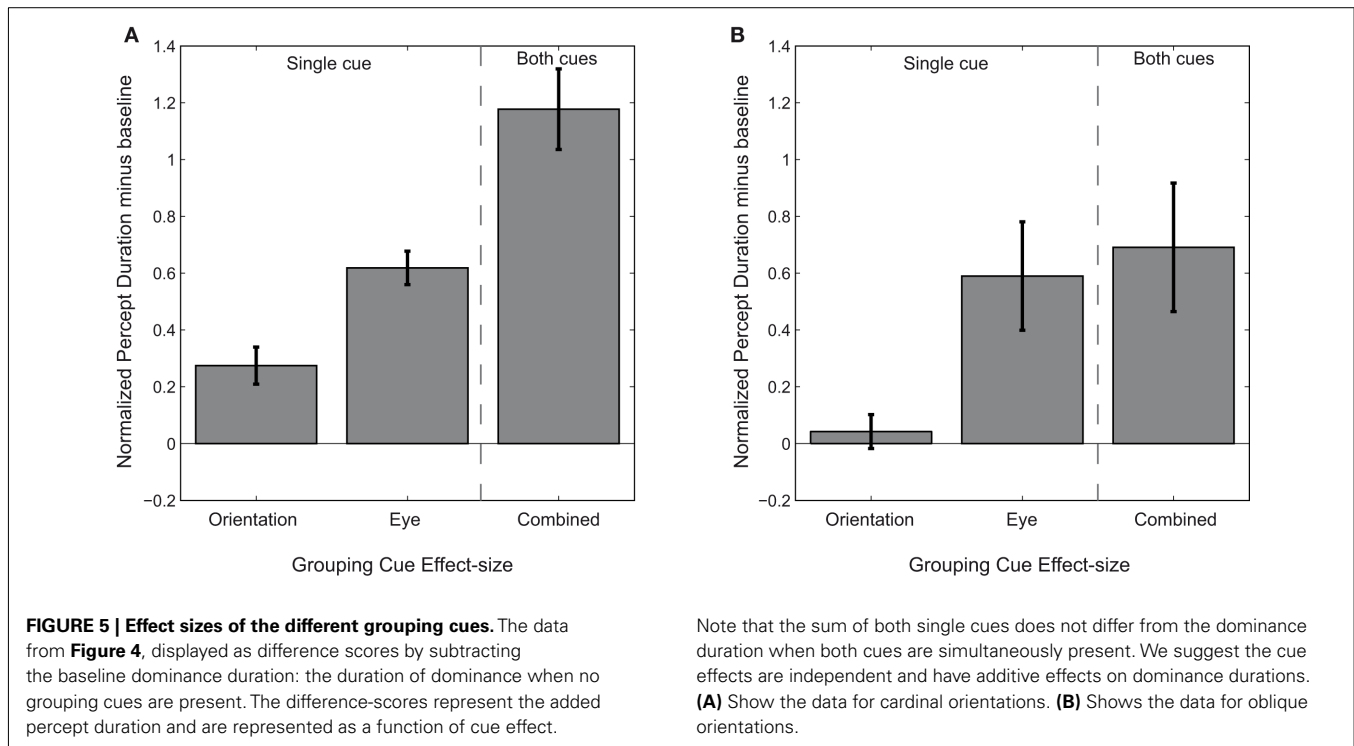 A
1.4
1.2
1
0.8
0.6
0.4
0.2
0
−0.2
Normalized Percept Duration minus baseline
Single cue
Both cues
Orientation
Eye
Combined
Grouping Cue Effect-size
B
1.4
1.2
1
0.8
0.6
0.4
0.2
0
−0.2
Normalized Percept Duration minus baseline
Single cue
Both cues
Orientation
Eye
Combined
Grouping Cue Effect-size
FIGURE 5 | Effect sizes of the different grouping cues. The data
from Figure 4, displayed as difference scores by subtracting
the baseline dominance duration: the duration of dominance when no
grouping cues are present. The difference-scores represent the added
percept duration and are represented as a function of cue effect.
Note that the sum of both single cues does not differ from the dominance
duration when both cues are simultaneously present. We suggest the cue
effects are independent and have additive effects on dominance durations.
(A) Show the data for cardinal orientations. (B) Shows the data for oblique
orientations.